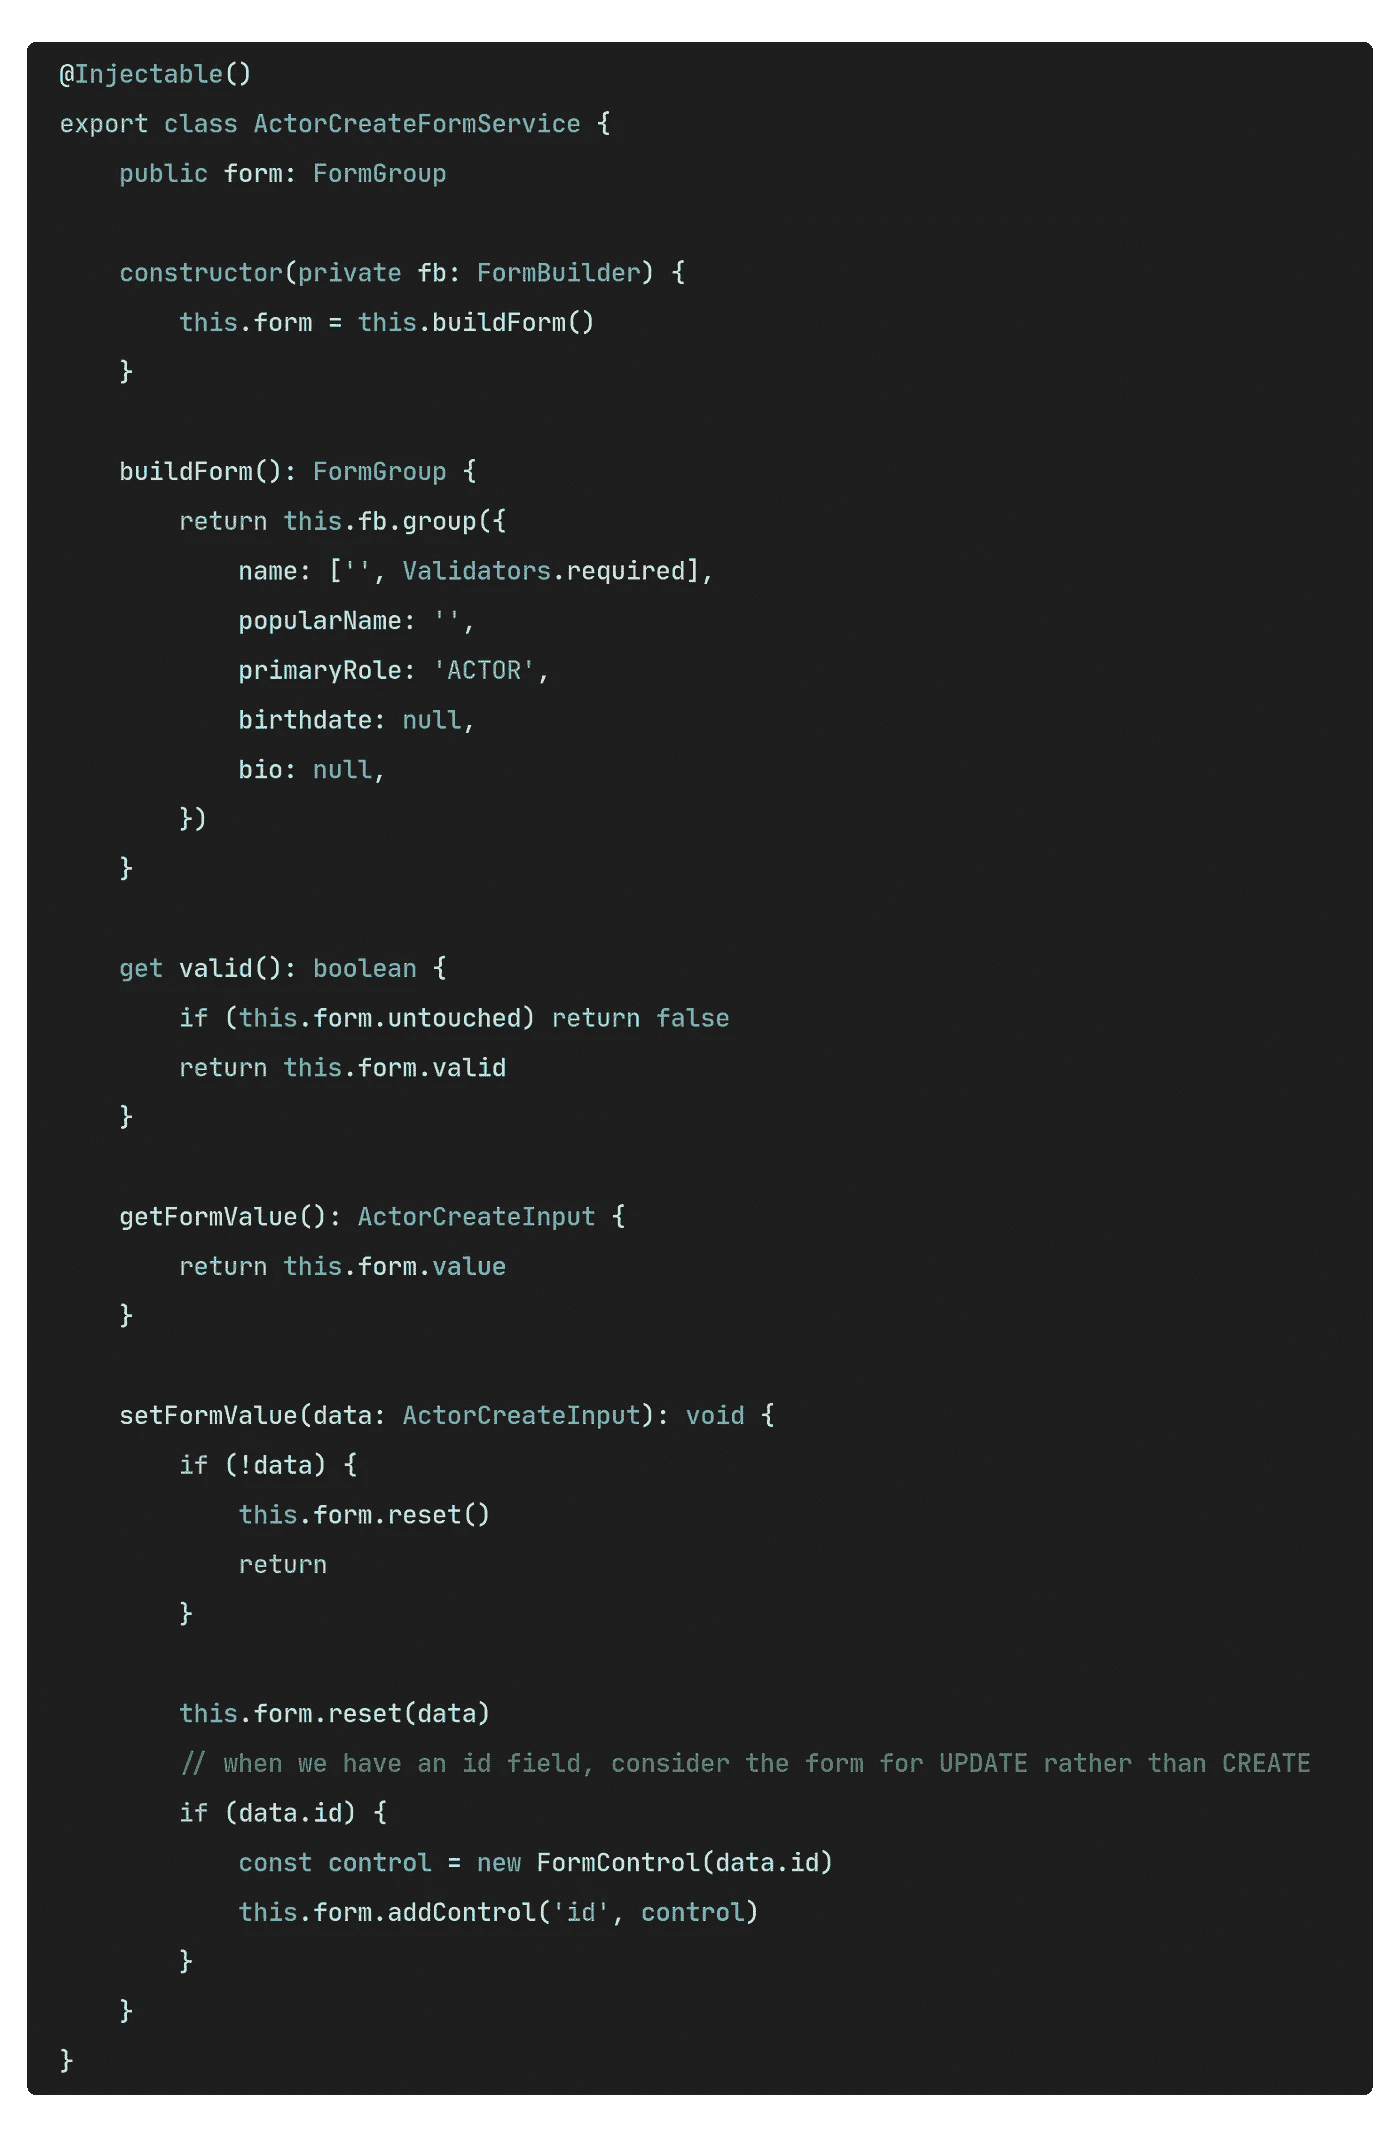 @Injectable()
export class ActorCreateFormService {
    public form: FormGroup

    constructor(private fb: FormBuilder) {
        this.form = this.buildForm()
    }

    buildForm(): FormGroup {
        return this.fb.group({
            name: ['', Validators.required],
            popularName: '',
            primaryRole: 'ACTOR',
            birthdate: null,
            bio: null,
        })
    }

    get valid(): boolean {
        if (this.form.untouched) return false
        return this.form.valid
    }

    getFormValue(): ActorCreateInput {
        return this.form.value
    }

    setFormValue(data: ActorCreateInput): void {
        if (!data) {
            this.form.reset()
            return
        }

        this.form.reset(data)
        // when we have an id field, consider the form for UPDATE rather than CREATE
        if (data.id) {
            const control = new FormControl(data.id)
            this.form.addControl('id', control)
        }
    }
}